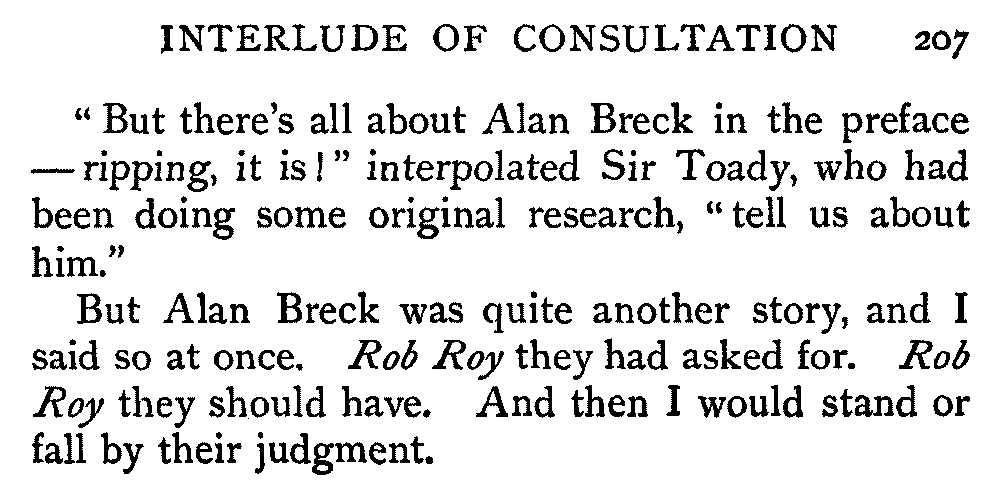 INTERLUDE OF CONSULTATION 207
“ But there’s all about Alan Breck in the preface
—ripping, it is!” interpolated Sir Toady, who had
been doing some original research, “tell us about
him.”
But Alan Breck was quite another story, and I
said so at once. Rob Roy they had asked for. Rob
Roy they should have. And then I would stand or
fall by their judgment.